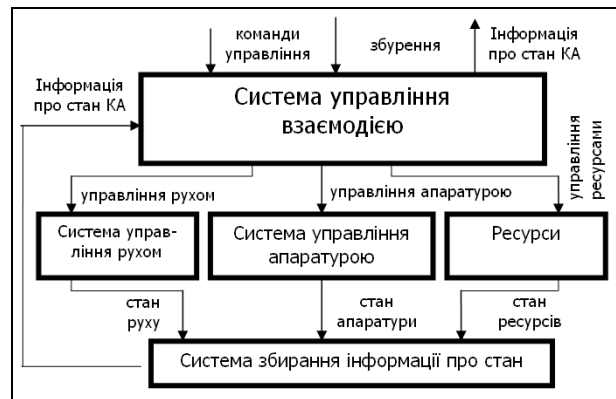 команди
управління
збурення
Інформація
про стан КА
Інформація
про стан КА
Система управління
взаємодією
управління
ресурсами
управління рухом
управління апаратурою
Система управ-
ління рухом
Система управління
апаратурою
Ресурси
стан
руху
стан
апаратури
стан
ресурсів
Система збирання інформації про стан